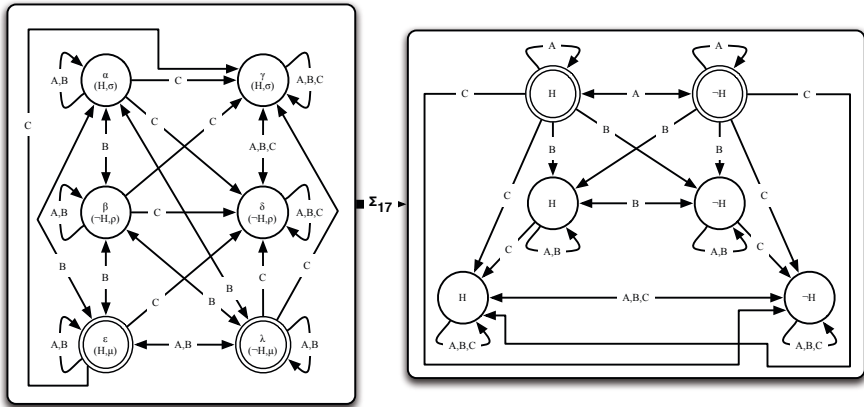 A,B
α
(H,σ)
C
γ
(H,σ)
A,B,C
C
B
C
C
A,B,C
A,B
β
(¬H,ρ)
C
δ
(¬H,ρ)
A,B,C
B
B
B
B
C
C
C
A,B
ε
(H,μ)
A,B
λ
(¬H,μ)
A,B
Σ17
A
A
C
H
A
¬H
C
B
B
B
B
C
C
H
B
¬H
C
A,B
A,B
C
H
A,B,C
¬H
A,B,C
A,B,C